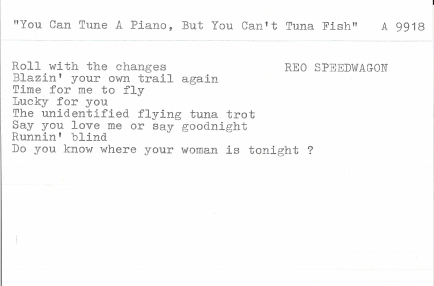 "You Can Tune A Piano, But You Can't Tuna Fish" A 9918
Roll with the changes REO SPEEDWAGON
Blazin' your own trail again
Time for me to fly
Lucky for you
The unidentified flying tuna trot
Say you love me or say goodnight
Runnin' blind
Do you know where your woman is tonight ?